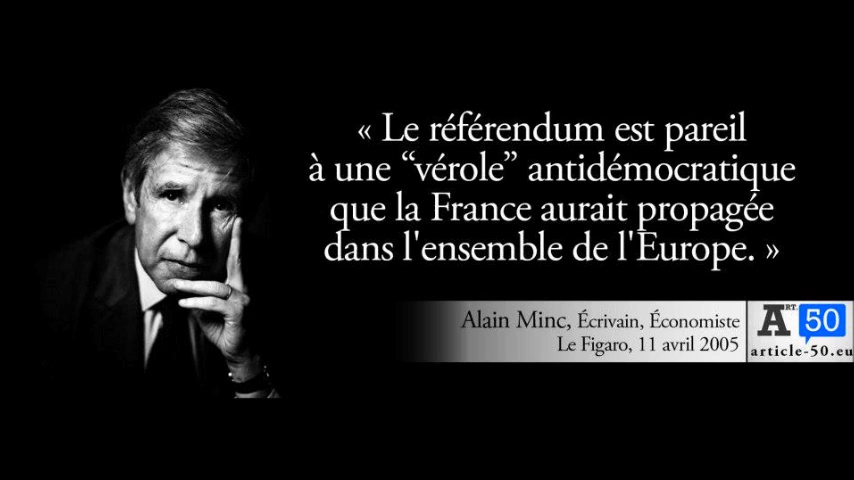 « Le référendum est pareil
à une “vérole” antidémocratique
que la France aurait propagée
dans l'ensemble de l'Europe. »
Alain Minc, Écrivain, Économiste
Le Figaro, 11 avril 2005
ART. 50
article-50.eu